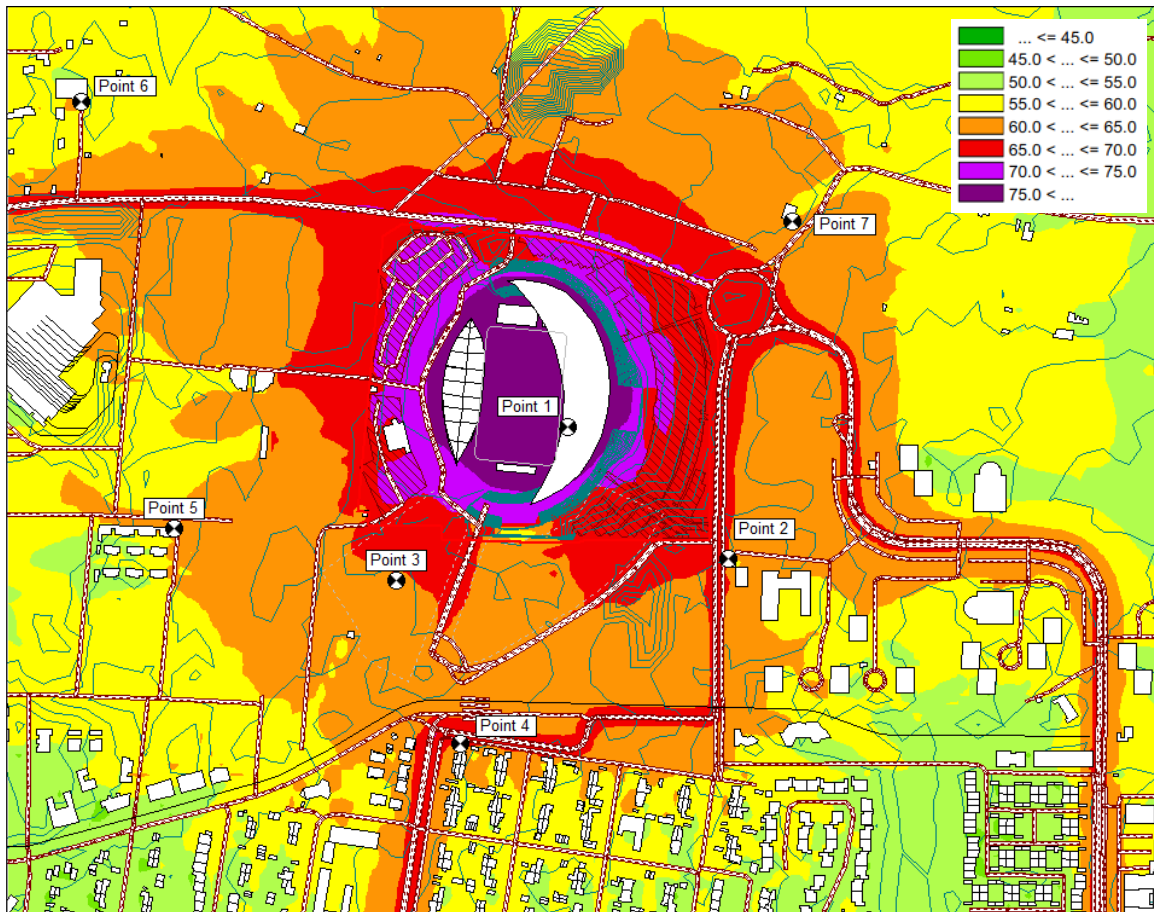 ... <= 45.0
45.0 < ... <= 50.0
50.0 < ... <= 55.0
55.0 < ... <= 60.0
60.0 < ... <= 65.0
65.0 < ... <= 70.0
70.0 < ... <= 75.0
75.0 < ...
Point 6
Point 7
Point 1
Point 5
Point 2
Point 3
Point 4